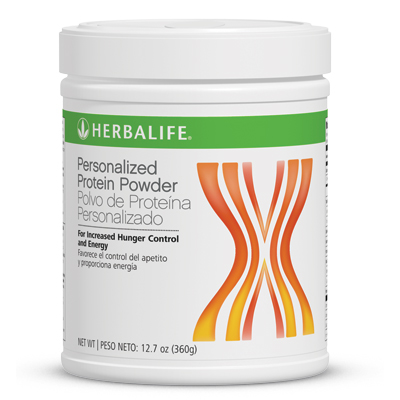 HERBALIFE®
Personalized
Protein Powder
Polvo de Proteína
Personalizado
For Increased Hunger Control
and Energy
Favorece el control del apetito
y proporciona energía
NET WT | PESO NETO: 12.7 oz (360g)